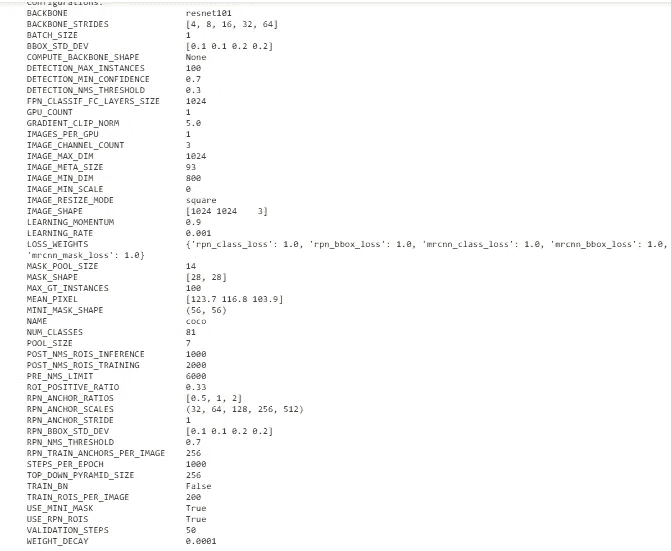 Configurations:
BACKBONE resnet101
BACKBONE_STRIDES [4, 8, 16, 32, 64]
BATCH_SIZE 1
BBOX_STD_DEV [0.1 0.1 0.2 0.2]
COMPUTE_BACKBONE_SHAPE None
DETECTION_MAX_INSTANCES 100
DETECTION_MIN_CONFIDENCE 0.7
DETECTION_NMS_THRESHOLD 0.3
FPN_CLASSIF_FC_LAYERS_SIZE 1024
GPU_COUNT 1
GRADIENT_CLIP_NORM 5.0
IMAGES_PER_GPU 1
IMAGE_CHANNEL_COUNT 3
IMAGE_MAX_DIM 1024
IMAGE_META_SIZE 93
IMAGE_MIN_DIM 800
IMAGE_MIN_SCALE 0
IMAGE_RESIZE_MODE square
IMAGE_SHAPE [1024 1024 3]
LEARNING_MOMENTUM 0.9
LEARNING_RATE 0.001
LOSS_WEIGHTS {'rpn_class_loss': 1.0, 'rpn_bbox_loss': 1.0, 'mrcnn_class_loss': 1.0, 'mrcnn_bbox_loss': 1.0,
'mrcnn_mask_loss': 1.0}
MASK_POOL_SIZE 14
MASK_SHAPE [28, 28]
MAX_GT_INSTANCES 100
MEAN_PIXEL [123.7 116.8 103.9]
MINI_MASK_SHAPE (56, 56)
NAME coco
NUM_CLASSES 81
POOL_SIZE 7
POST_NMS_ROIS_INFERENCE 1000
POST_NMS_ROIS_TRAINING 2000
PRE_NMS_LIMIT 6000
ROI_POSITIVE_RATIO 0.33
RPN_ANCHOR_RATIOS [0.5, 1, 2]
RPN_ANCHOR_SCALES (32, 64, 128, 256, 512)
RPN_ANCHOR_STRIDE 1
RPN_BBOX_STD_DEV [0.1 0.1 0.2 0.2]
RPN_NMS_THRESHOLD 0.7
RPN_TRAIN_ANCHORS_PER_IMAGE 256
STEPS_PER_EPOCH 1000
TOP_DOWN_PYRAMID_SIZE 256
TRAIN_BN False
TRAIN_ROIS_PER_IMAGE 200
USE_MINI_MASK True
USE_RPN_ROIS True
VALIDATION_STEPS 50
WEIGHT_DECAY 0.0001